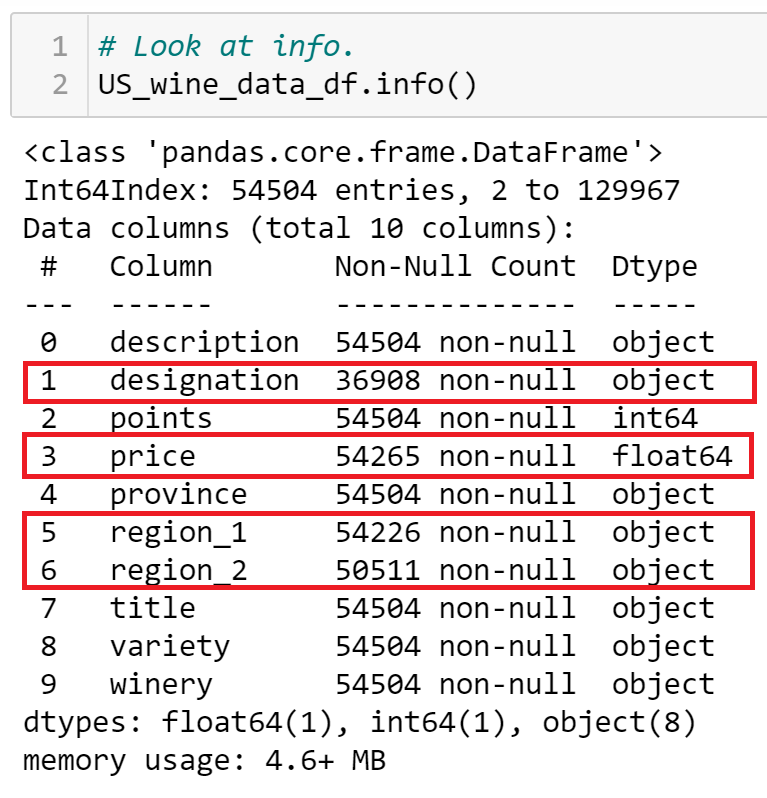 1 # Look at info.
2 US_wine_data_df.info()
<class 'pandas.core.frame.DataFrame'>
Int64Index: 54504 entries, 2 to 129967
Data columns (total 10 columns):
 #   Column       Non-Null Count  Dtype
---  ------       --------------  -----
 0   description  54504 non-null  object
 1   designation  36908 non-null  object
 2   points       54504 non-null  int64
 3   price        54265 non-null  float64
 4   province     54504 non-null  object
 5   region_1     54226 non-null  object
 6   region_2     50511 non-null  object
 7   title        54504 non-null  object
 8   variety      54504 non-null  object
 9   winery       54504 non-null  object
dtypes: float64(1), int64(1), object(8)
memory usage: 4.6+ MB